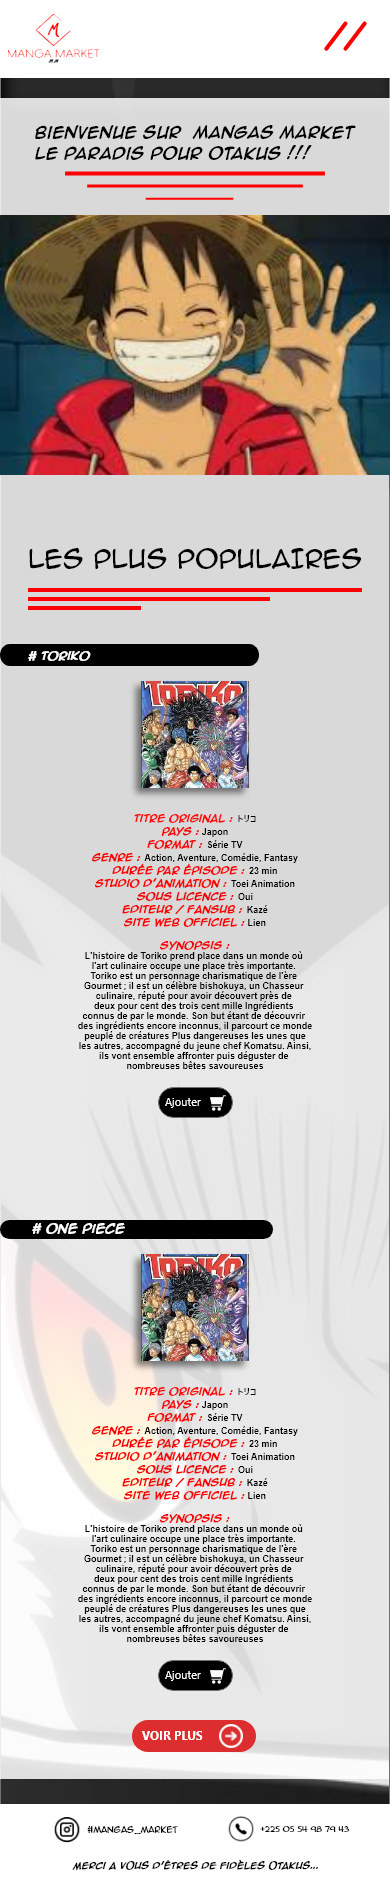 M
MANGA MARKET
BIENVENUE SUR MANGAS MARKET
LE PARADIS POUR OTAKUS !!!
LES PLUS POPULAIRES
# TORIKO
TORIKO
TITRE ORIGINAL : トリコ
PAYS : Japon
FORMAT : Série TV
GENRE : Action, Aventure, Comédie, Fantasy
DURÉE PAR ÉPISODE : 23 min
STUDIO D'ANIMATION : Toei Animation
SOUS LICENCE : Oui
EDITEUR / FANSUB : Kazé
SITE WEB OFFICIEL : Lien
SYNOPSIS :
L'histoire de Toriko prend place dans un monde où
l'art culinaire occupe une place très importante.
Toriko est un personnage charismatique de l'ère
Gourmet ; il est un célèbre bishokuya, un Chasseur
culinaire, réputé pour avoir découvert près de
deux pour cent des trois cent mille Ingrédients
connus de par le monde. Son but étant de découvrir
des ingrédients encore inconnus, il parcourt ce monde
peuplé de créatures Plus dangereuses les unes que
les autres, accompagné du jeune chef Komatsu. Ainsi,
ils vont ensemble affronter puis déguster de
nombreuses bêtes savoureuses
Ajouter
# ONE PIECE
TORIKO
TITRE ORIGINAL : トリコ
PAYS : Japon
FORMAT : Série TV
GENRE : Action, Aventure, Comédie, Fantasy
DURÉE PAR ÉPISODE : 23 min
STUDIO D'ANIMATION : Toei Animation
SOUS LICENCE : Oui
EDITEUR / FANSUB : Kazé
SITE WEB OFFICIEL : Lien
SYNOPSIS :
L'histoire de Toriko prend place dans un monde où
l'art culinaire occupe une place très importante.
Toriko est un personnage charismatique de l'ère
Gourmet ; il est un célèbre bishokuya, un Chasseur
culinaire, réputé pour avoir découvert près de
deux pour cent des trois cent mille Ingrédients
connus de par le monde. Son but étant de découvrir
des ingrédients encore inconnus, il parcourt ce monde
peuplé de créatures Plus dangereuses les unes que
les autres, accompagné du jeune chef Komatsu. Ainsi,
ils vont ensemble affronter puis déguster de
nombreuses bêtes savoureuses
Ajouter
VOIR PLUS
#MANGAS_MARKET
+225 05 54 98 79 43
MERCI A VOUS D'ÊTRES DE FIDÈLES OTAKUS...